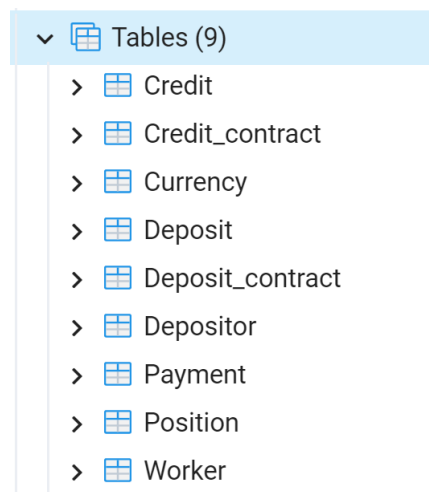 Tables (9)
Credit
Credit_contract
Currency
Deposit
Deposit_contract
Depositor
Payment
Position
Worker